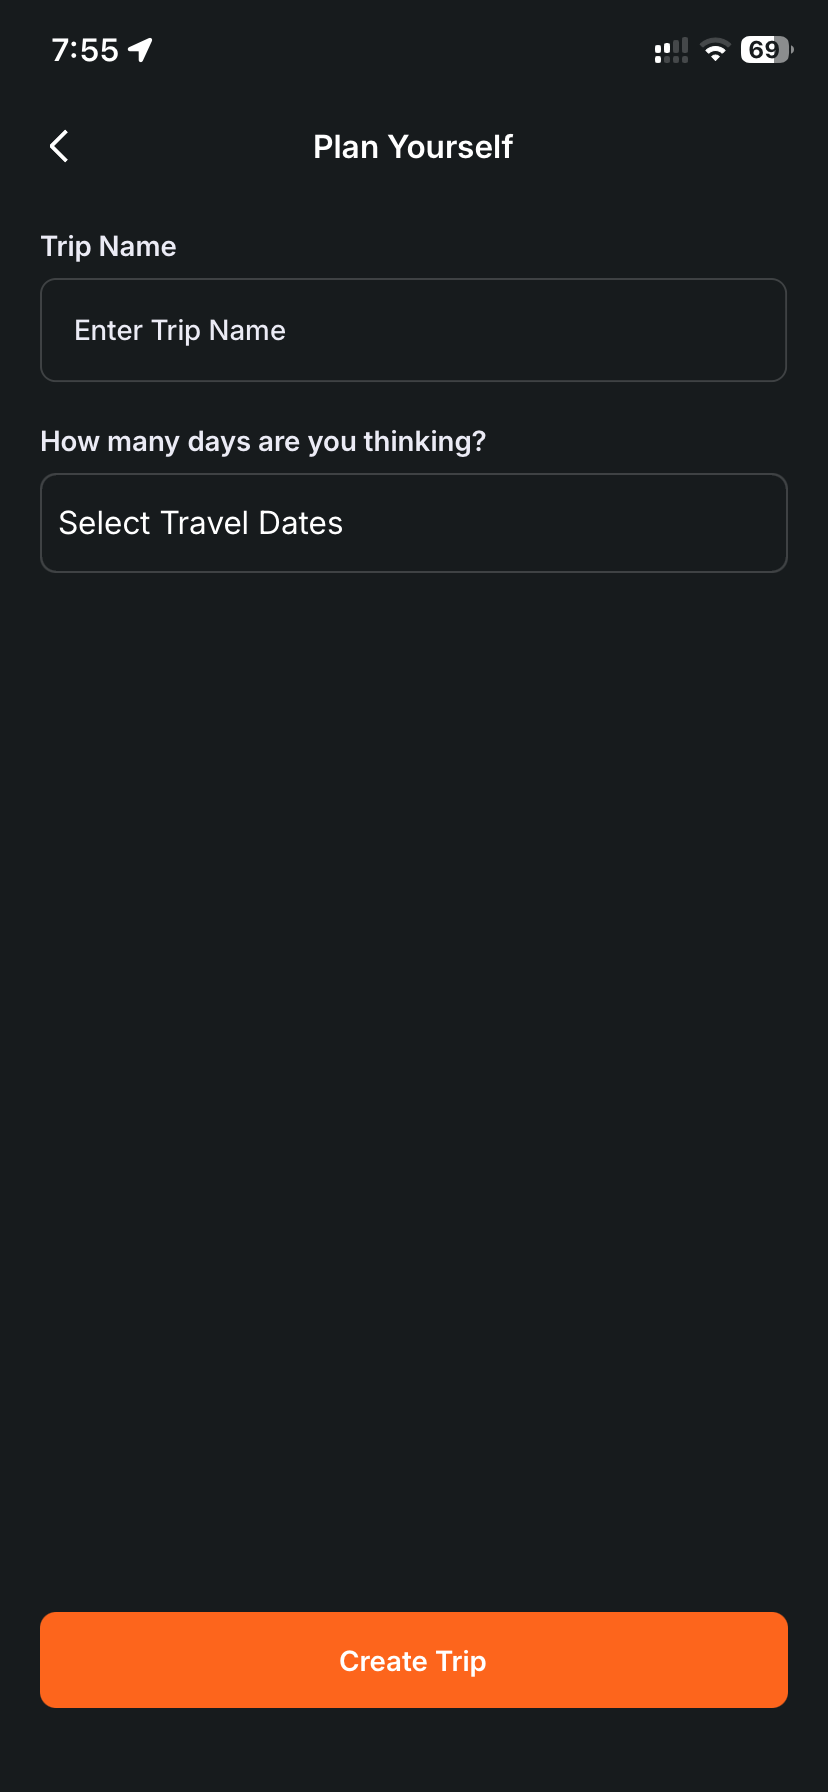 7:55
69
Plan Yourself
Trip Name
Enter Trip Name
How many days are you thinking?
Select Travel Dates
Create Trip